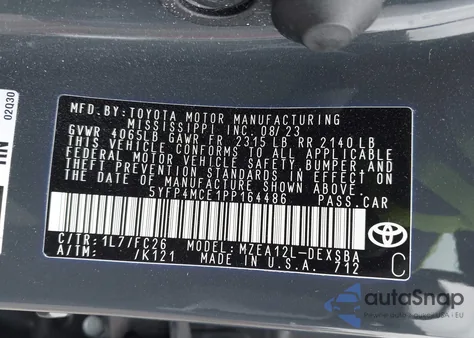 MFD.BY:TOYOTA MOTOR MANUFACTURING
MISSISSIPPI, INC. 08/23
GVWR 4065LB GAWR FR 2315 LB RR 2140 LB
THIS VEHICLE CONFORMS TO ALL APPLICABLE
FEDERAL MOTOR VEHICLE SAFETY, BUMPER, AND
THEFT PREVENTION STANDARDS IN EFFECT ON
THE DATE OF MANUFACTURE SHOWN ABOVE.
5YFP4MCE1PP164486 PASS.CAR
C/TR: 1L7/FC26 MODEL: MZEA12L-DEXSBA
A/TM: /K121 MADE IN U.S.A. 712
TOYOTA
C
02Q30
autoSnap